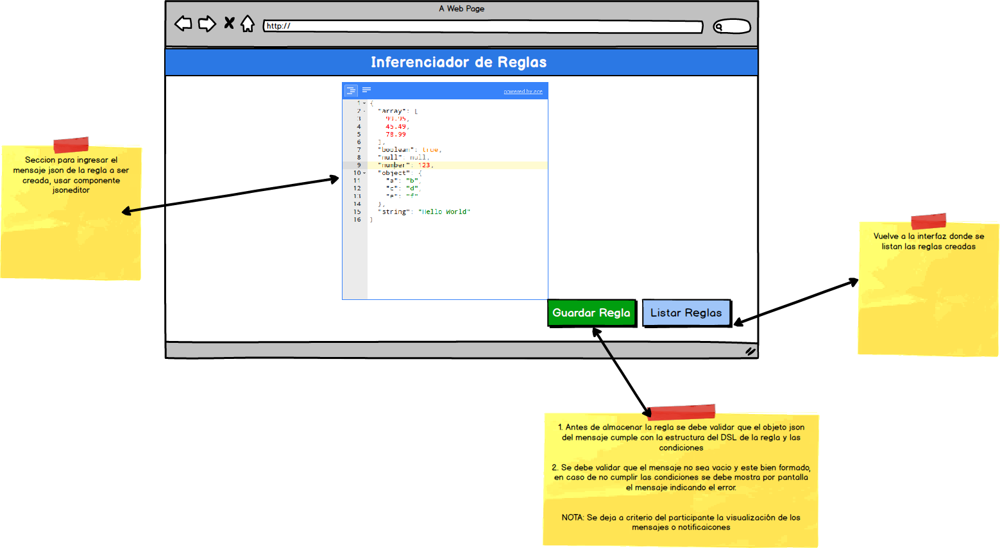 A Web Page
http://
Inferenciador de Reglas
powered by ace
1 {
2 "array": [
3 99.95,
4 45.49,
5 78.99
6 ],
7 "boolean": true,
8 "null": null,
9 "number": 123,
10 "object": {
11 "a": "b",
12 "c": "d",
13 "e": "f"
14 },
15 "string": "Hello World"
16 }
Guardar Regla
Listar Reglas
Seccion para ingresar el
mensaje json de la regla a ser
creada, usar componente
jsoneditor
Vuelve a la interfaz donde se
listan las reglas creadas
1. Antes de almacenar la regla se debe validar que el objeto json
del mensaje cumple con la estructura del DSL de la regla y las
condiciones
2. Se debe validar que el mensaje no sea vacio y este bien formado,
en caso de no cumplir las condiciones se debe mostra por pantalla
el mensaje indicando el error.
NOTA: Se deja a criterio del participante la visualización de los
mensajes o notificaicones